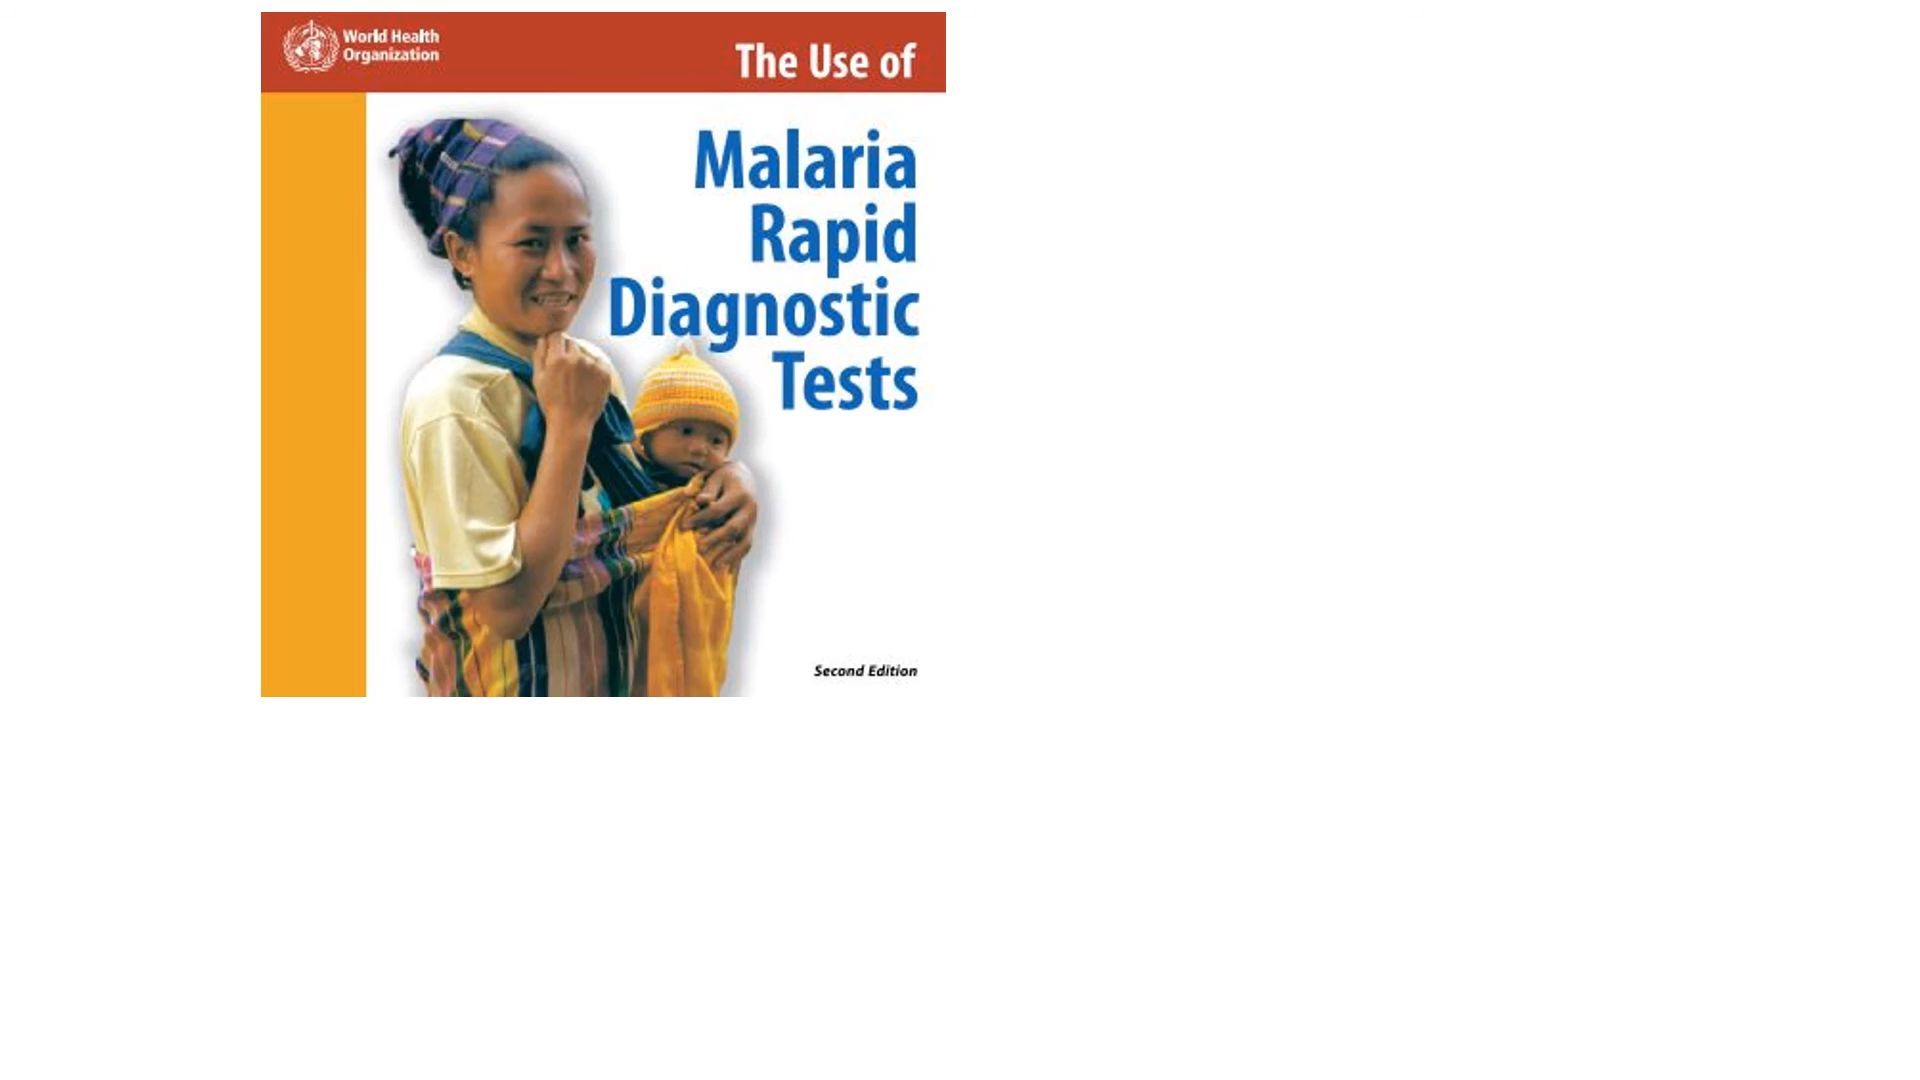 World Health
Organization
The Use of
Malaria
Rapid
Diagnostic
Tests
Second Edition